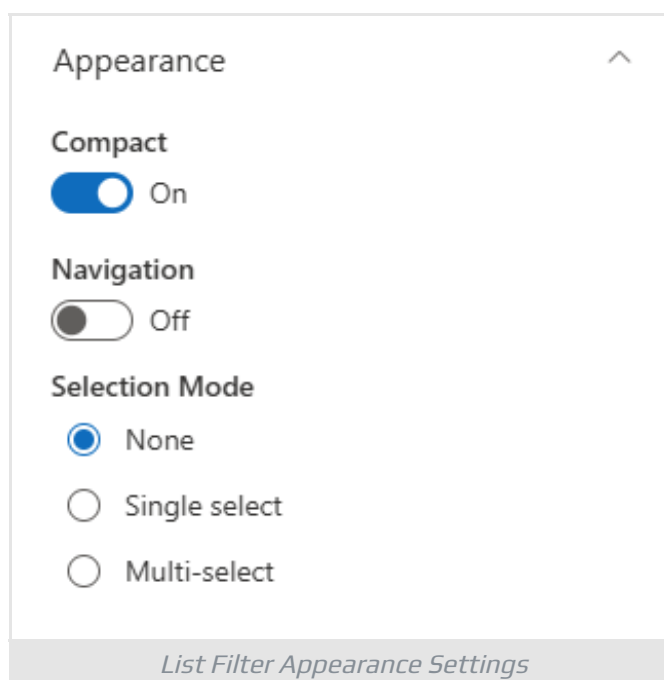 Appearance
Compact
On
Navigation
Off
Selection Mode
None
Single select
Multi-select
List Filter Appearance Settings